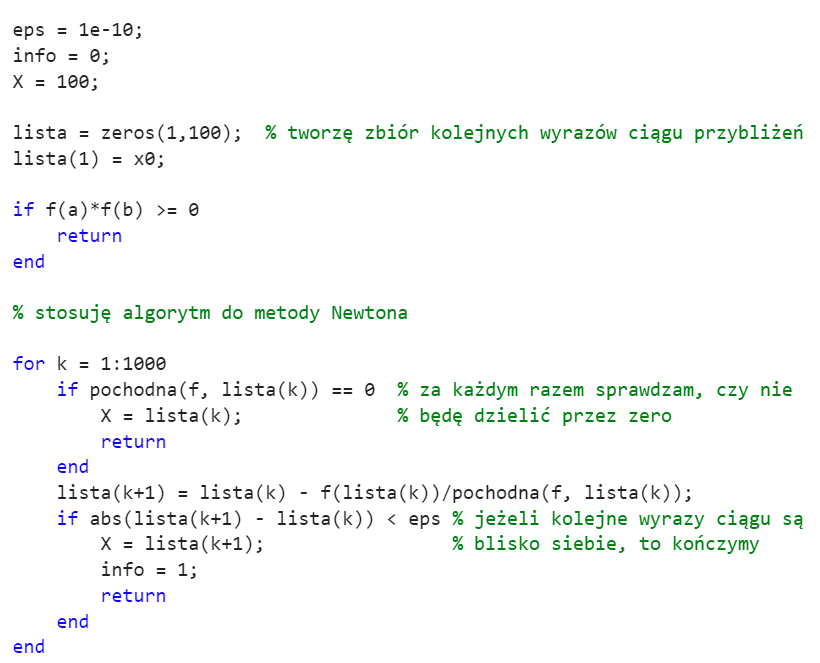 eps = 1e-10;
info = 0;
X = 100;
lista = zeros(1,100);  % tworzę zbiór kolejnych wyrazów ciągu przybliżeń
lista(1) = x0;
if f(a)*f(b) >= 0
    return
end
% stosuję algorytm do metody Newtona
for k = 1:1000
    if pochodna(f, lista(k)) == 0  % za każdym razem sprawdzam, czy nie
        X = lista(k);              % będę dzielić przez zero
        return
    end
    lista(k+1) = lista(k) - f(lista(k))/pochodna(f, lista(k));
    if abs(lista(k+1) - lista(k)) < eps % jeżeli kolejne wyrazy ciągu są
        X = lista(k+1);                 % blisko siebie, to kończymy
        info = 1;
        return
    end
end